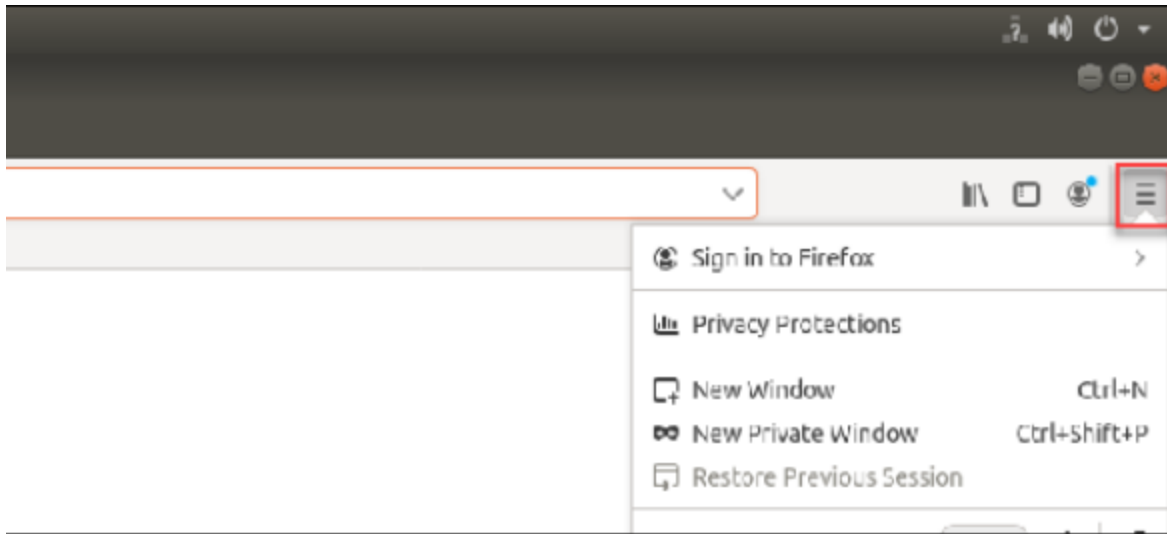 Sign in to Firefox
Privacy Protections
New Window Ctrl+N
New Private Window Ctrl+Shift+P
Restore Previous Session